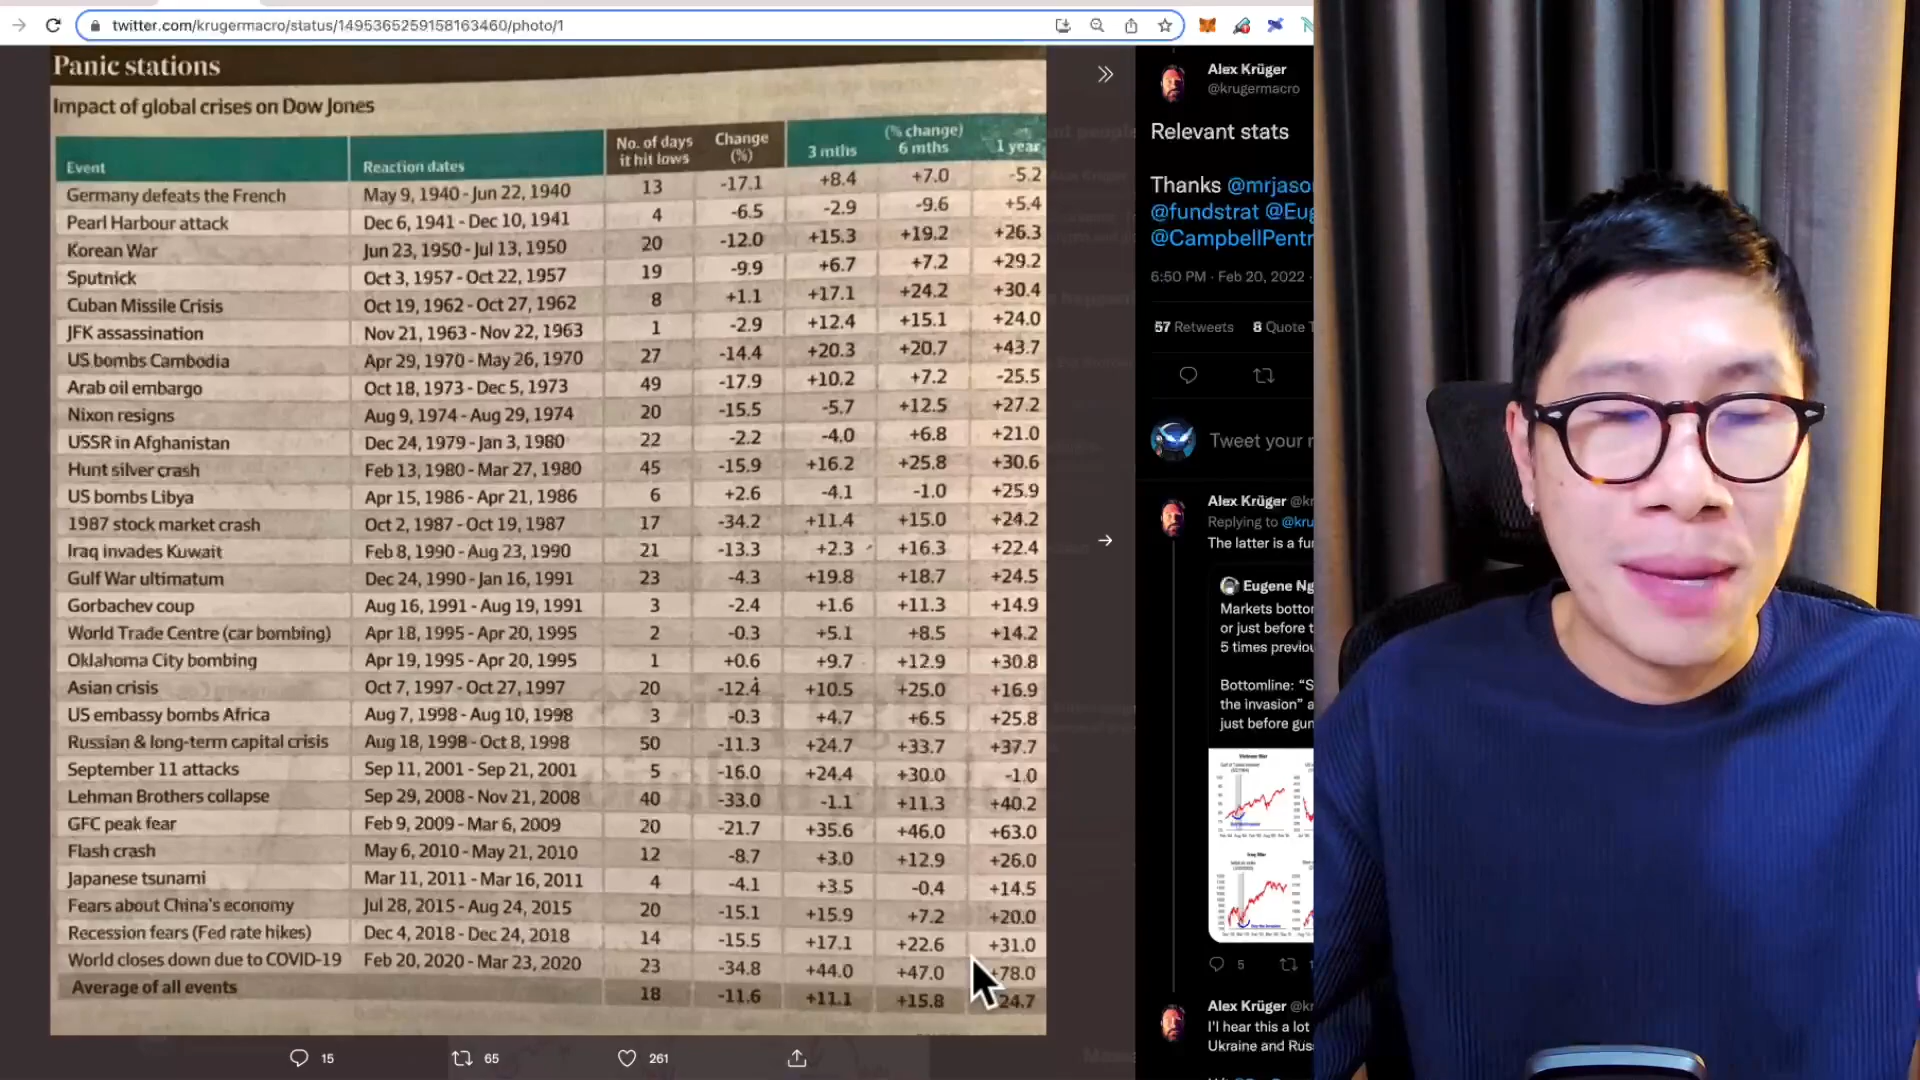 twitter.com/krugermacro/status/1495365259158163460/photo/1
Panic stations
Impact of global crises on Dow Jones
Event Reaction dates No. of days it hit lows Change (%) (% change) 3 mths 6 mths 1 year
Germany defeats the French May 9, 1940 - Jun 22, 1940 13 -17.1 +8.4 +7.0 -5.2
Pearl Harbour attack Dec 6, 1941 - Dec 10, 1941 4 -6.5 -2.9 -9.6 +5.4
Korean War Jun 23, 1950 - Jul 13, 1950 20 -12.0 +15.3 +19.2 +26.3
Sputnick Oct 3, 1957 - Oct 22, 1957 19 -9.9 +6.7 +7.2 +29.2
Cuban Missile Crisis Oct 19, 1962 - Oct 27, 1962 8 +1.1 +17.1 +24.2 +30.4
JFK assassination Nov 21, 1963 - Nov 22, 1963 1 -2.9 +12.4 +15.1 +24.0
US bombs Cambodia Apr 29, 1970 - May 26, 1970 27 -14.4 +20.3 +20.7 +43.7
Arab oil embargo Oct 18, 1973 - Dec 5, 1973 49 -17.9 +10.2 +7.2 -25.5
Nixon resigns Aug 9, 1974 - Aug 29, 1974 20 -15.5 -5.7 +12.5 +27.2
USSR in Afghanistan Dec 24, 1979 - Jan 3, 1980 22 -2.2 -4.0 +6.8 +21.0
Hunt silver crash Feb 13, 1980 - Mar 27, 1980 45 -15.9 +16.2 +25.8 +30.6
US bombs Libya Apr 15, 1986 - Apr 21, 1986 6 +2.6 -4.1 -1.0 +25.9
1987 stock market crash Oct 2, 1987 - Oct 19, 1987 17 -34.2 +11.4 +15.0 +24.2
Iraq invades Kuwait Feb 8, 1990 - Aug 23, 1990 21 -13.3 +2.3 +16.3 +22.4
Gulf War ultimatum Dec 24, 1990 - Jan 16, 1991 23 -4.3 +19.8 +18.7 +24.5
Gorbachev coup Aug 16, 1991 - Aug 19, 1991 3 -2.4 +1.6 +11.3 +14.9
World Trade Centre (car bombing) Apr 18, 1995 - Apr 20, 1995 2 -0.3 +5.1 +8.5 +14.2
Oklahoma City bombing Apr 19, 1995 - Apr 20, 1995 1 +0.6 +9.7 +12.9 +30.8
Asian crisis Oct 7, 1997 - Oct 27, 1997 20 -12.4 +10.5 +25.0 +16.9
US embassy bombs Africa Aug 7, 1998 - Aug 10, 1998 3 -0.3 +4.7 +6.5 +25.8
Russian & long-term capital crisis Aug 18, 1998 - Oct 8, 1998 50 -11.3 +24.7 +33.7 +37.7
September 11 attacks Sep 11, 2001 - Sep 21, 2001 5 -16.0 +24.4 +30.0 -1.0
Lehman Brothers collapse Sep 29, 2008 - Nov 21, 2008 40 -33.0 -1.1 +11.3 +40.2
GFC peak fear Feb 9, 2009 - Mar 6, 2009 20 -21.7 +35.6 +46.0 +63.0
Flash crash May 6, 2010 - May 21, 2010 12 -8.7 +3.0 +12.9 +26.0
Japanese tsunami Mar 11, 2011 - Mar 16, 2011 4 -4.1 +3.5 -0.4 +14.5
Fears about China's economy Jul 28, 2015 - Aug 24, 2015 20 -15.1 +15.9 +7.2 +20.0
Recession fears (Fed rate hikes) Dec 4, 2018 - Dec 24, 2018 14 -15.5 +17.1 +22.6 +31.0
World closes down due to COVID-19 Feb 20, 2020 - Mar 23, 2020 23 -34.8 +44.0 +47.0 +78.0
Average of all events 18 -11.6 +11.1 +15.8 24.7
15 65 261
Alex Krüger
@krugermacro
Relevant stats
Thanks @mrjaso
@fundstrat @Eug
@CampbellPentr
6:50 PM · Feb 20, 2022
57 Retweets 8 Quote T
Tweet your r
Alex Krüger @kr
Replying to @kru
The latter is a fu
Eugene Ng
Markets bottor
or just before t
5 times previou
Bottomline: “S
the invasion” a
just before gun
5
Alex Krüger @kr
I'l hear this a lot
Ukraine and Rus